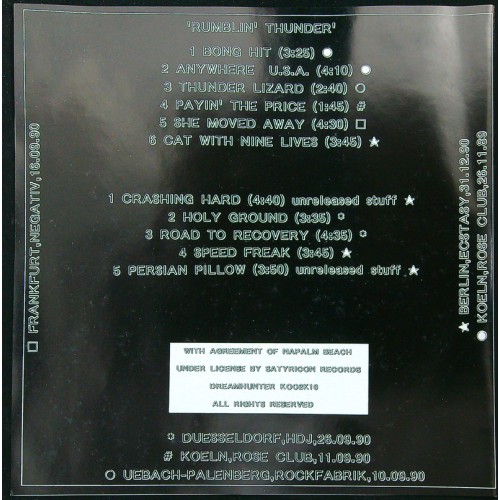 'RUMBLIN' THUNDER'
1 BONG HIT (3:25) ●
2 ANYWHERE U.S.A. (4:10) ●
3 THUNDER LIZARD (2:40) ○
4 PAYIN' THE PRICE (1:45) #
5 SHE MOVED AWAY (4:30) □
6 CAT WITH NINE LIVES (3:45) ★
1 CRASHING HARD (4:40) unreleased stuff ★
2 HOLY GROUND (3:35) *
3 ROAD TO RECOVERY (4:35) *
4 SPEED FREAK (3:45) ★
5 PERSIAN PILLOW (3:50) unreleased stuff ★
WITH AGREEMENT OF NAPALM BEACH
UNDER LICENSE BY SATYRICON RECORDS
DREAMHUNTER KOO2K16
ALL RIGHTS RESERVED
* DUESSELDORF,HDJ,26.09.90
# KOELN,ROSE CLUB,11.09.90
○ UEBACH-PALENBERG,ROCKFABRIK,10.09.90
□ FRANKFURT,NEGATIV,16.09.90
★ BERLIN,ECSTASY,31.12.90
● KOELN,ROSE CLUB,26.11.89